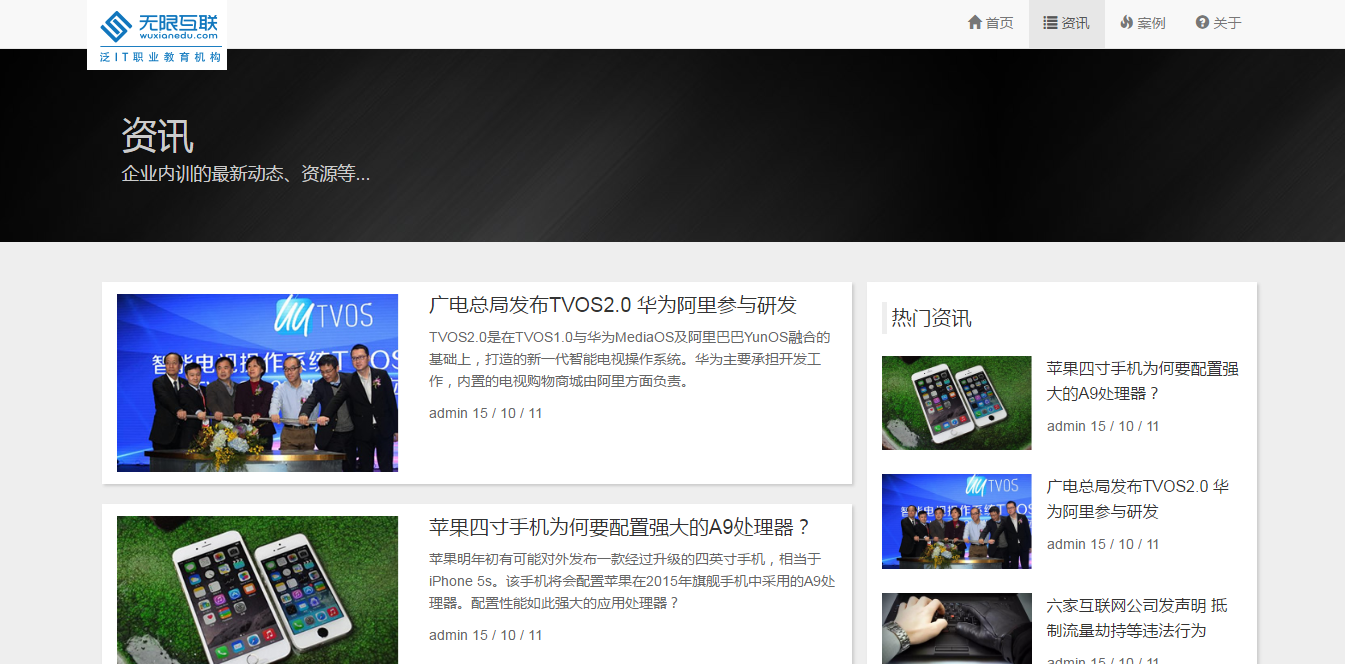 无限互联
wuxianedu.com
泛IT职业教育机构
首页 资讯 案例 关于
资讯
企业内训的最新动态、资源等...
TVOS
智能电视操作系统TVOS
广电总局发布TVOS2.0 华为阿里参与研发
TVOS2.0是在TVOS1.0与华为MediaOS及阿里巴巴YunOS融合的
基础上，打造的新一代智能电视操作系统。华为主要承担开发工
作，内置的电视购物商城由阿里方面负责。
admin 15 / 10 / 11
苹果四寸手机为何要配置强大的A9处理器？
苹果明年初有可能对外发布一款经过升级的四英寸手机，相当于
iPhone 5s。该手机将会配置苹果在2015年旗舰手机中采用的A9处
理器。配置性能如此强大的应用处理器？
admin 15 / 10 / 11
热门资讯
苹果四寸手机为何要配置强
大的A9处理器？
admin 15 / 10 / 11
TVOS
广电总局发布TVOS2.0 华
为阿里参与研发
admin 15 / 10 / 11
六家互联网公司发声明 抵
制流量劫持等违法行为
admin 15 / 10 / 11